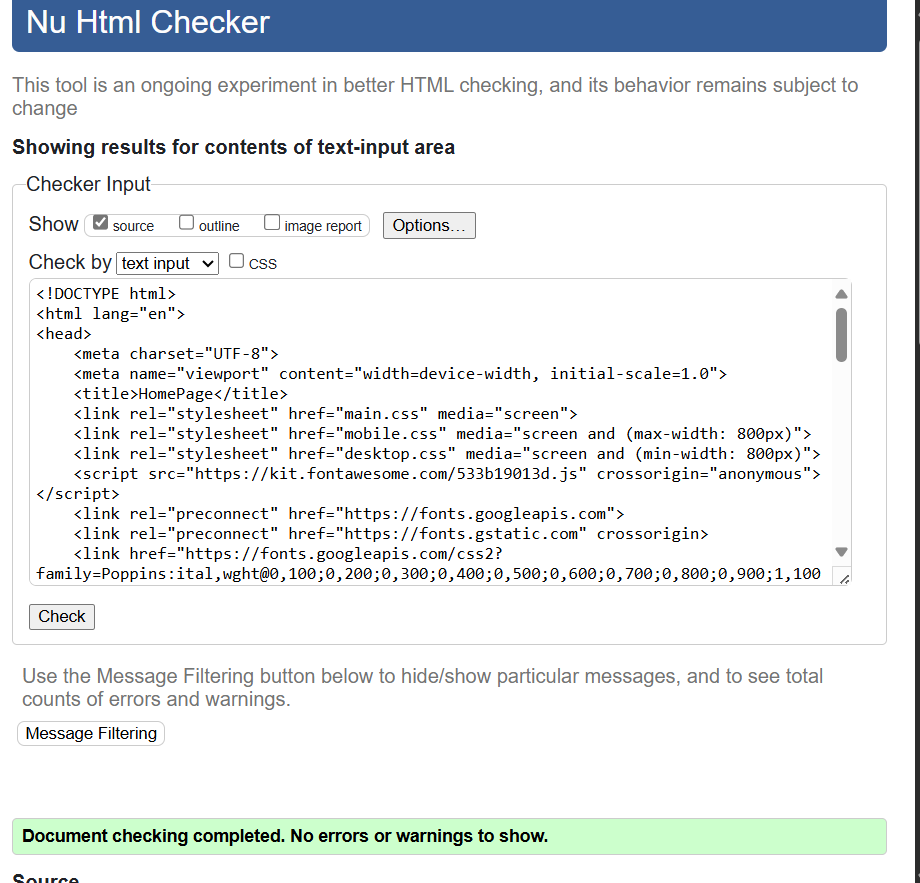 Nu Html Checker
This tool is an ongoing experiment in better HTML checking, and its behavior remains subject to
change
Showing results for contents of text-input area
Checker Input
Show source outline image report Options...
Check by text input CSS
<!DOCTYPE html>
<html lang="en">
<head>
    <meta charset="UTF-8">
    <meta name="viewport" content="width=device-width, initial-scale=1.0">
    <title>HomePage</title>
    <link rel="stylesheet" href="main.css" media="screen">
    <link rel="stylesheet" href="mobile.css" media="screen and (max-width: 800px)">
    <link rel="stylesheet" href="desktop.css" media="screen and (min-width: 800px)">
    <script src="https://kit.fontawesome.com/533b19013d.js" crossorigin="anonymous">
</script>
    <link rel="preconnect" href="https://fonts.googleapis.com">
    <link rel="preconnect" href="https://fonts.gstatic.com" crossorigin>
    <link href="https://fonts.googleapis.com/css2?
family=Poppins:ital,wght@0,100;0,200;0,300;0,400;0,500;0,600;0,700;0,800;0,900;1,100
Check
Use the Message Filtering button below to hide/show particular messages, and to see total
counts of errors and warnings.
Message Filtering
Document checking completed. No errors or warnings to show.
Source